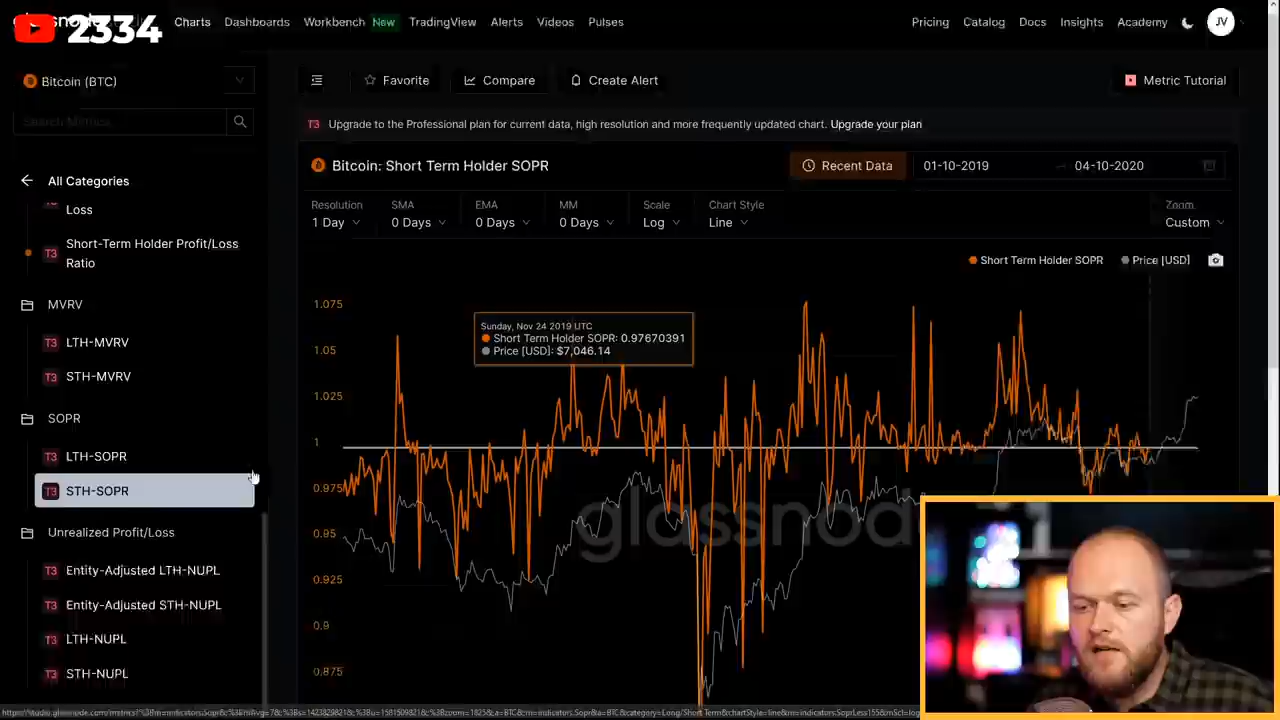 2334
Charts Dashboards Workbench New TradingView Alerts Videos Pulses
Pricing Catalog Docs Insights Academy JV
Bitcoin (BTC)
Search Metrics
Favorite Compare Create Alert Metric Tutorial
T3 Upgrade to the Professional plan for current data, high resolution and more frequently updated chart. Upgrade your plan
All Categories
Loss
T3 Short-Term Holder Profit/Loss
Ratio
MVRV
T3 LTH-MVRV
T3 STH-MVRV
SOPR
T3 LTH-SOPR
T3 STH-SOPR
Unrealized Profit/Loss
T3 Entity-Adjusted LTH-NUPL
T3 Entity-Adjusted STH-NUPL
T3 LTH-NUPL
T3 STH-NUPL
Bitcoin: Short Term Holder SOPR
Recent Data 01-10-2019 → 04-10-2020
Resolution SMA EMA MM Scale Chart Style Zoom
1 Day 0 Days 0 Days 0 Days Log Line Custom
Short Term Holder SOPR Price [USD]
1.075
1.05
1.025
1
0.975
0.95
0.925
0.9
0.875
Sunday, Nov 24 2019 UTC
Short Term Holder SOPR: 0.97670391
Price [USD]: $7,046.14
glassnode